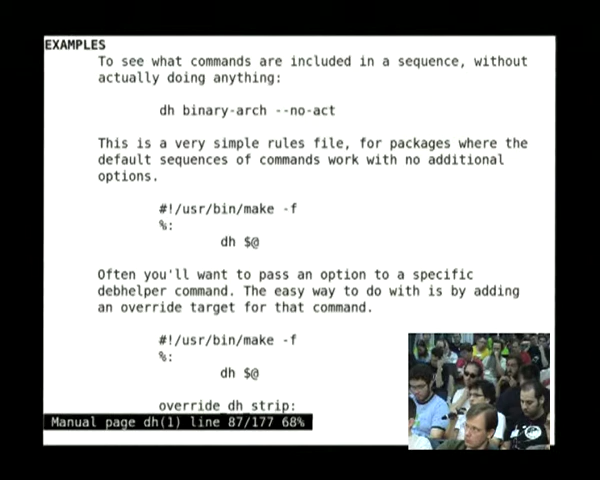 EXAMPLES
To see what commands are included in a sequence, without
actually doing anything:
dh binary-arch --no-act
This is a very simple rules file, for packages where the
default sequences of commands work with no additional
options.
#!/usr/bin/make -f
%:
dh $@
Often you'll want to pass an option to a specific
debhelper command. The easy way to do with is by adding
an override target for that command.
#!/usr/bin/make -f
%:
dh $@
override_dh_strip:
Manual page dh(1) line 87/177 68%